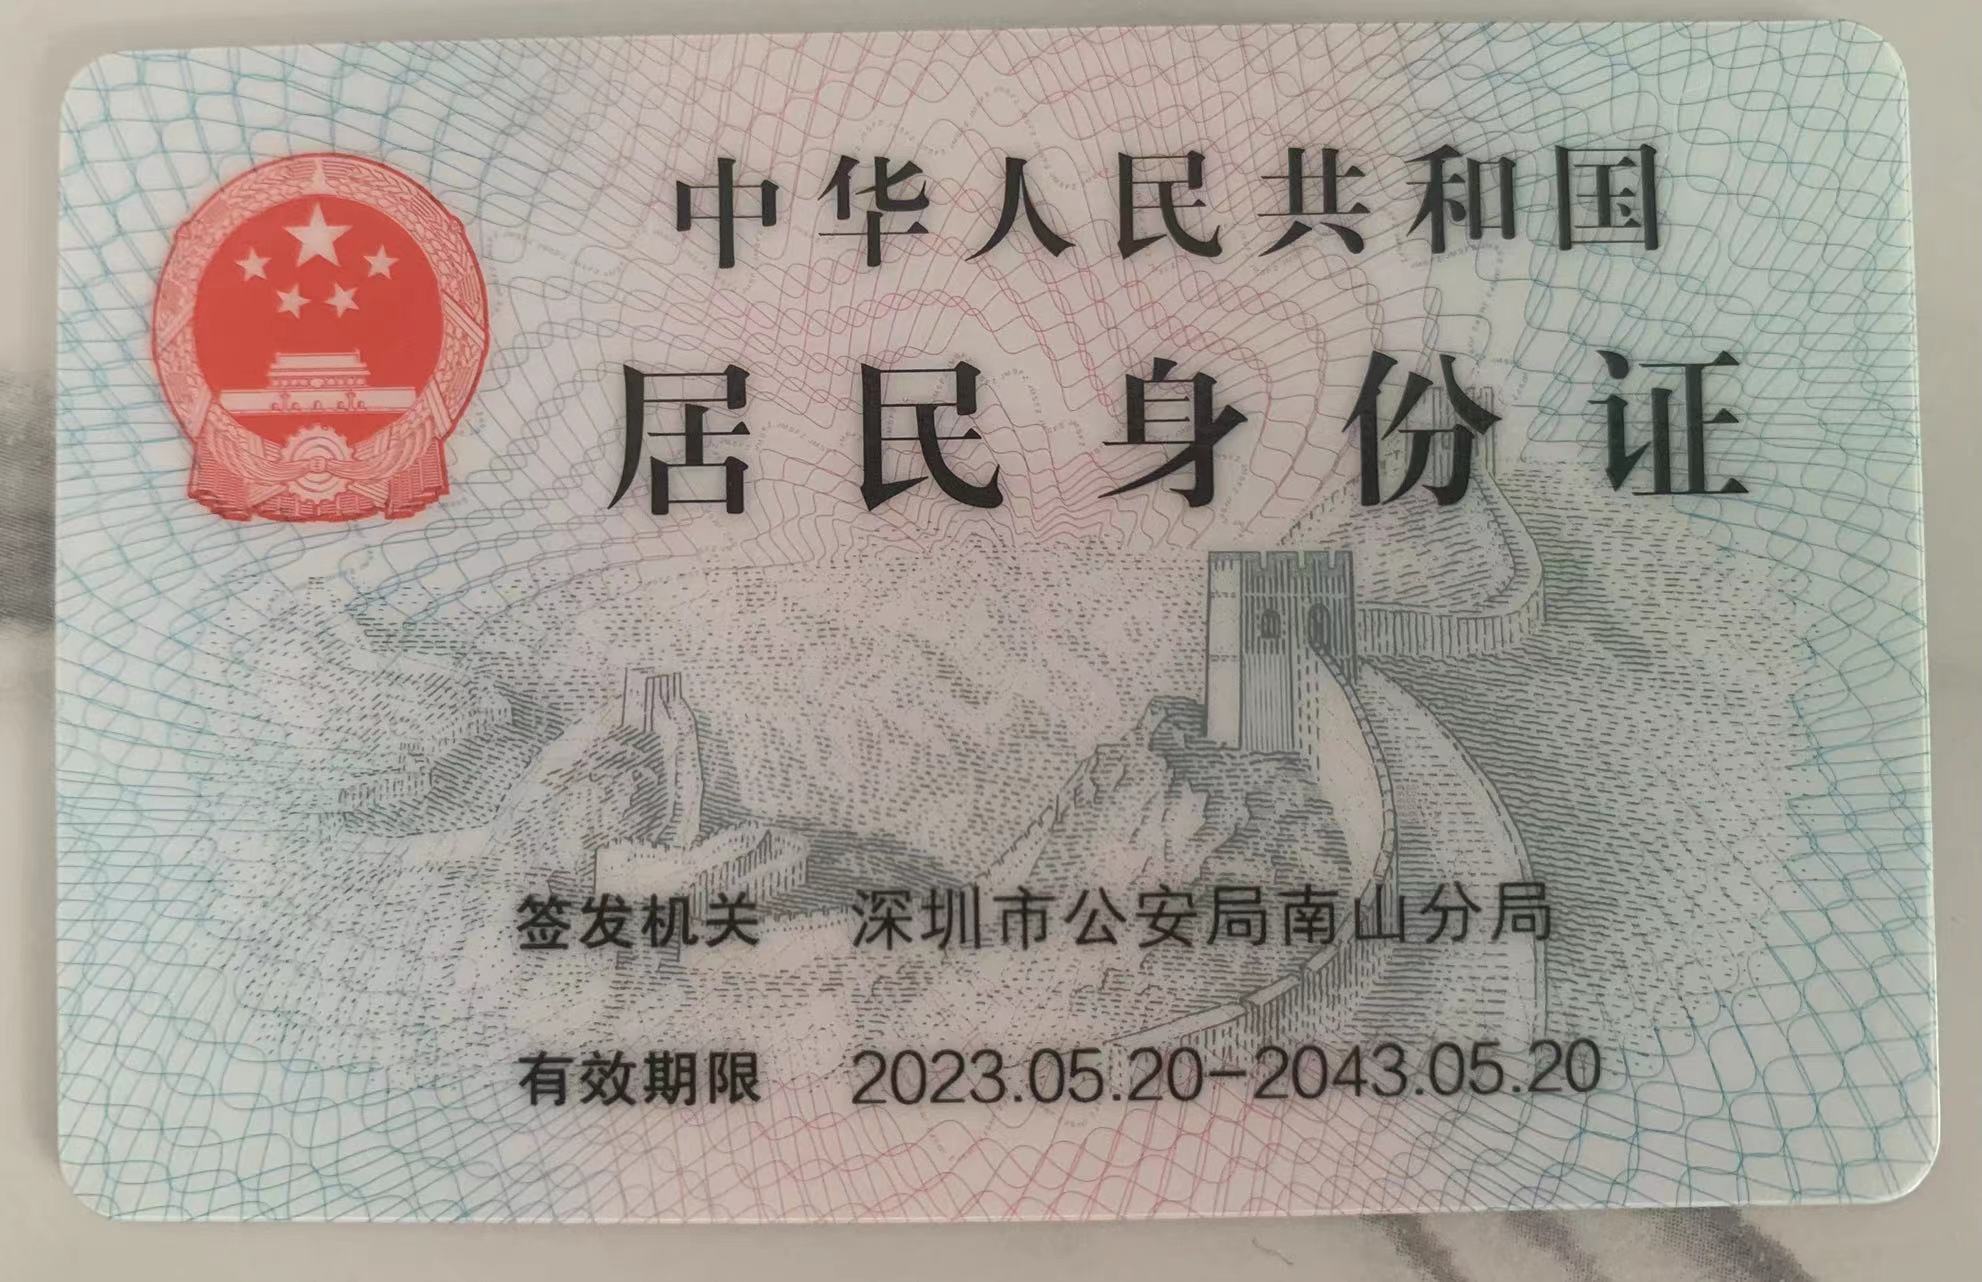 中华人民共和国
居民身份证
签发机关 深圳市公安局南山分局
有效期限 2023.05.20-2043.05.20